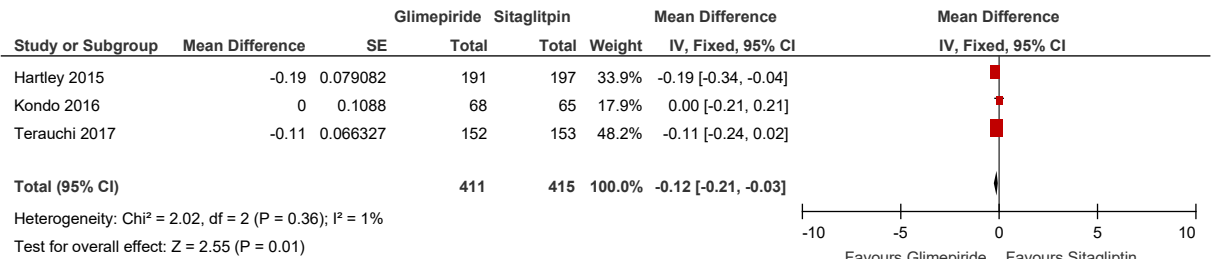 Glimepiride Sitaglitpin Mean Difference Mean Difference
Study or Subgroup Mean Difference SE Total Total Weight IV, Fixed, 95% CI IV, Fixed, 95% CI
Hartley 2015 -0.19 0.079082 191 197 33.9% -0.19 [-0.34, -0.04]
Kondo 2016 0 0.1088 68 65 17.9% 0.00 [-0.21, 0.21]
Terauchi 2017 -0.11 0.066327 152 153 48.2% -0.11 [-0.24, 0.02]
Total (95% CI) 411 415 100.0% -0.12 [-0.21, -0.03]
Heterogeneity: Chi² = 2.02, df = 2 (P = 0.36); I² = 1%
Test for overall effect: Z = 2.55 (P = 0.01)
-10 -5 0 5 10
Favours Glimepiride Favours Sitagliptin